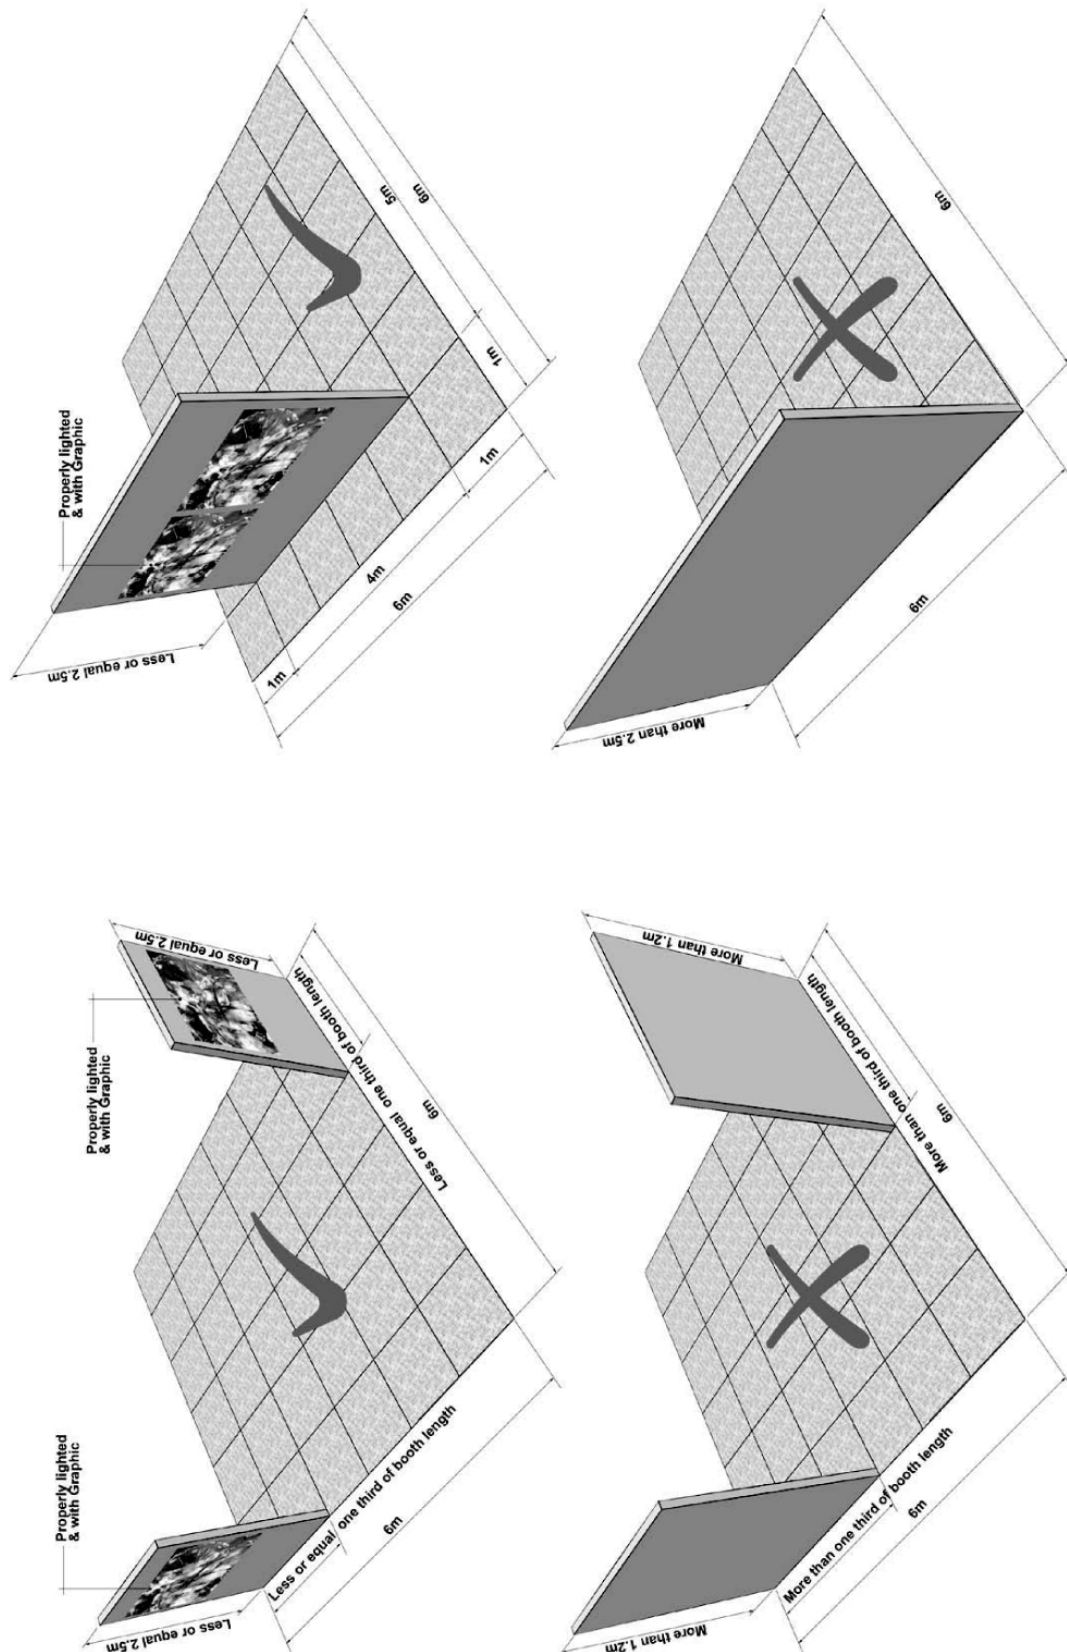 Properly lighted
& with Graphic
Less or equal 2.5m
1m
4m
6m
1m
1m
5m
6m
More than 2.5m
6m
6m
Properly lighted
& with Graphic
Less or equal 2.5m
Less or equal one third of booth length
6m
Properly lighted
& with Graphic
Less or equal 2.5m
Less or equal one third of booth length
6m
More than 1.2m
More than one third of booth length
6m
More than 1.2m
More than one third of booth length
6m